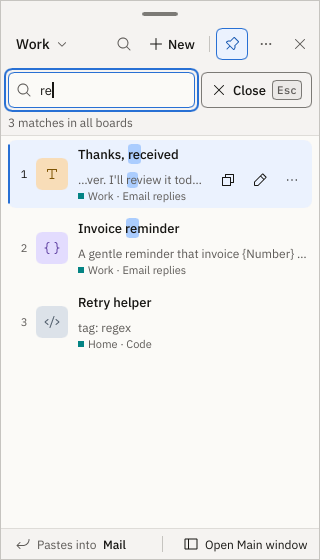 Work
New
re
Close Esc
3 matches in all boards
1 T Thanks, received
...ver. I'll review it tod...
Work · Email replies
2 { } Invoice reminder
A gentle reminder that invoice {Number} ...
Work · Email replies
3 </> Retry helper
tag: regex
Home · Code
Pastes into Mail
Open Main window